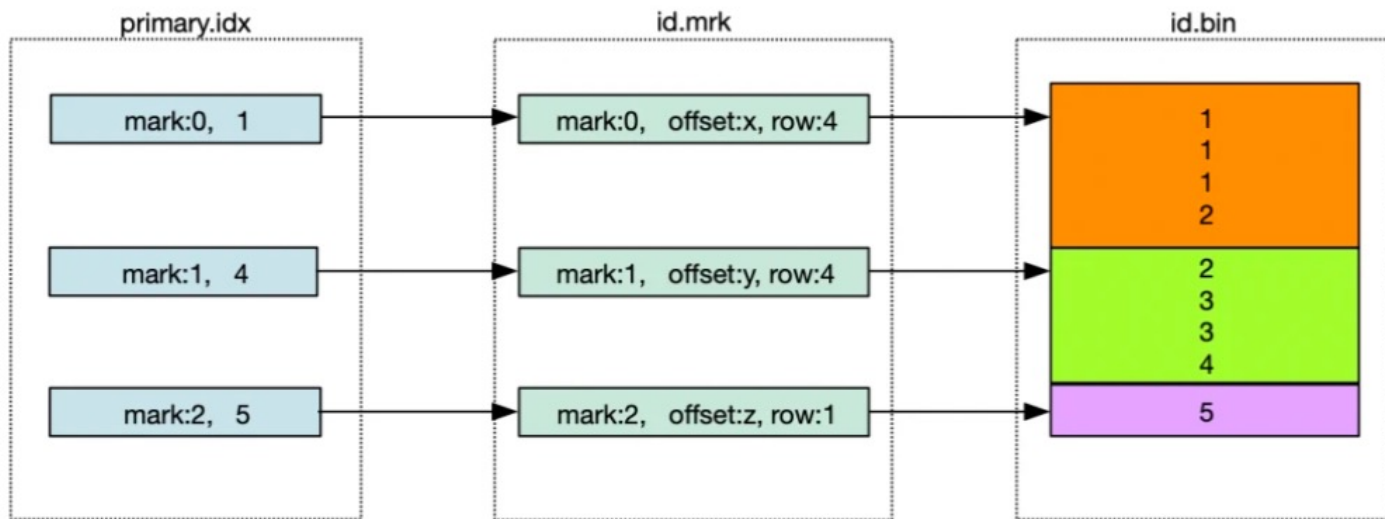 primary.idx id.mrk id.bin
mark:0, 1 mark:0, offset:x, row:4 1
1
1
2
mark:1, 4 mark:1, offset:y, row:4 2
3
3
4
mark:2, 5 mark:2, offset:z, row:1 5